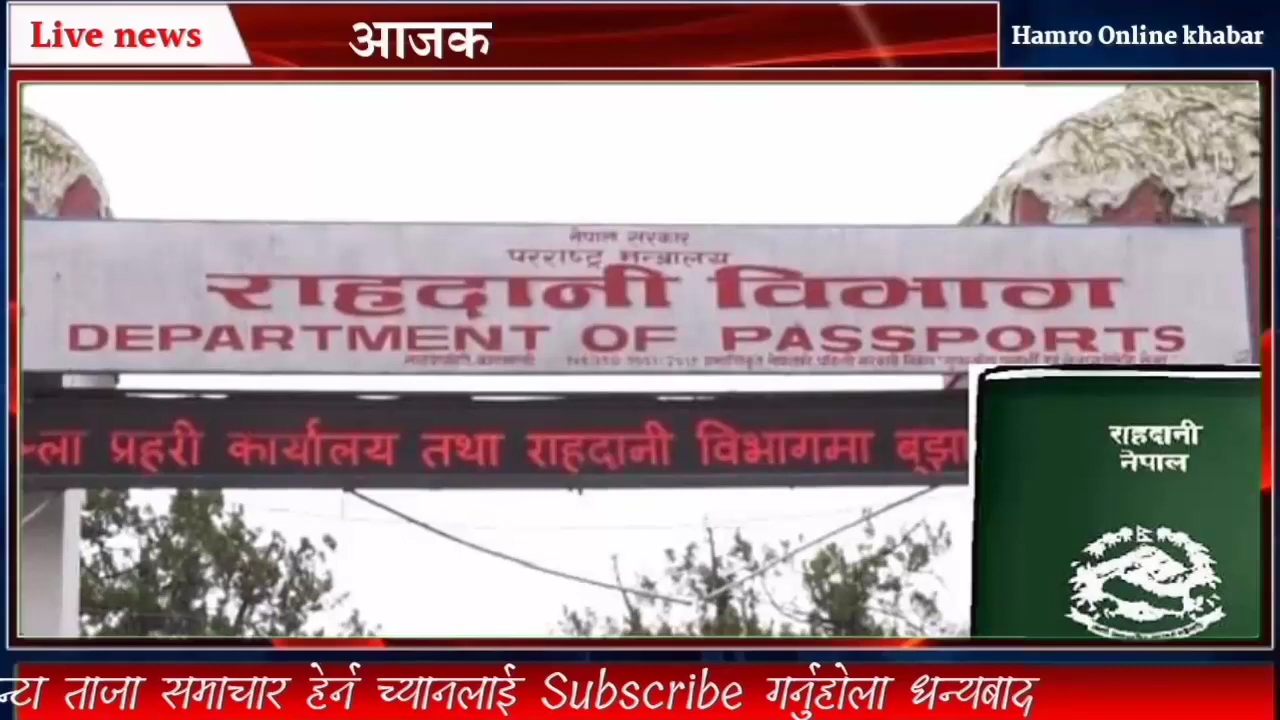 Live news
आजक
Hamro Online khabar
नेपाल सरकार
परराष्ट्र मन्त्रालय
राहदानी विभाग
DEPARTMENT OF PASSPORTS
ल्ला प्रहरी कार्यालय तथा राहदानी विभागमा बुझा
राहदानी
नेपाल
न्टा ताजा समाचार हेर्न च्यानलाई Subscribe गर्नुहोला धन्यबाद